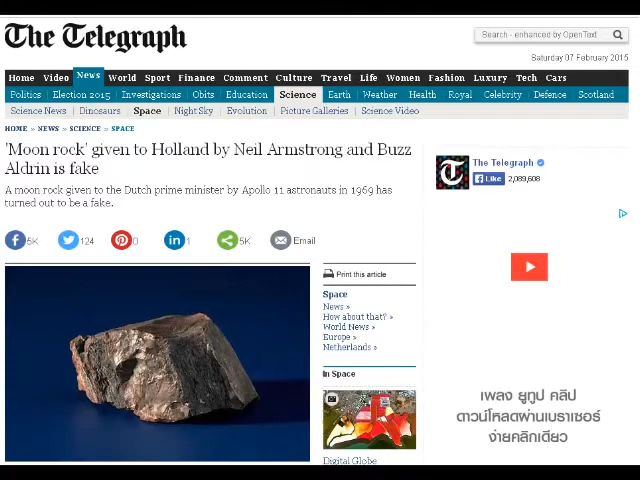 The Telegraph
Search - enhanced by OpenText
Saturday 07 February 2015
Home Video News World Sport Finance Comment Culture Travel Life Women Fashion Luxury Tech Cars
Politics Election 2015 Investigations Obits Education Science Earth Weather Health Royal Celebrity Defence Scotland
Science News Dinosaurs Space Night Sky Evolution Picture Galleries Science Video
HOME » NEWS » SCIENCE » SPACE
'Moon rock' given to Holland by Neil Armstrong and Buzz
Aldrin is fake
A moon rock given to the Dutch prime minister by Apollo 11 astronauts in 1969 has
turned out to be a fake.
5K 124 0 1 5K Email
Print this article
Space
News »
How about that? »
World News »
Europe »
Netherlands »
In Space
Digital Globe
The Telegraph
Like 2,089,608
เพลง ยูทูป คลิป
ดาวน์โหลดผ่านเบราเซอร์
ง่ายคลิกเดียว